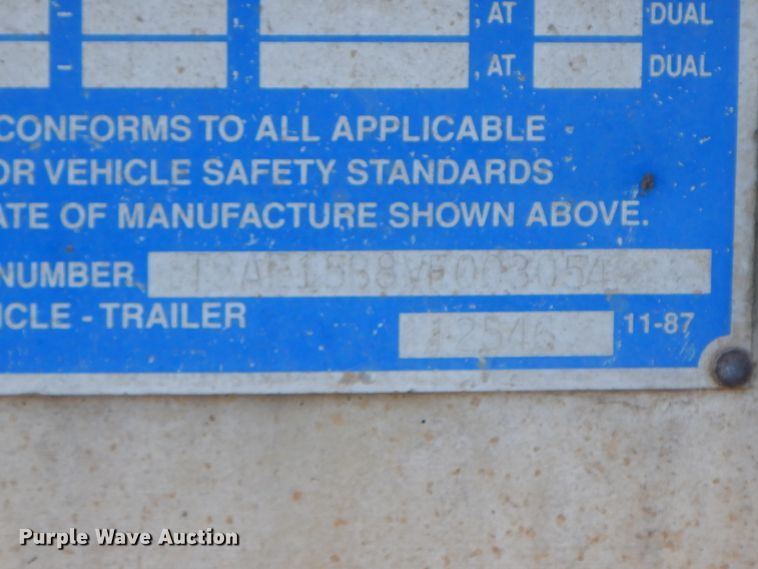 – , , AT DUAL
– , , AT DUAL
CONFORMS TO ALL APPLICABLE
OR VEHICLE SAFETY STANDARDS
ATE OF MANUFACTURE SHOWN ABOVE.
NUMBER
ICLE - TRAILER
12546 11-87
Purple Wave Auction